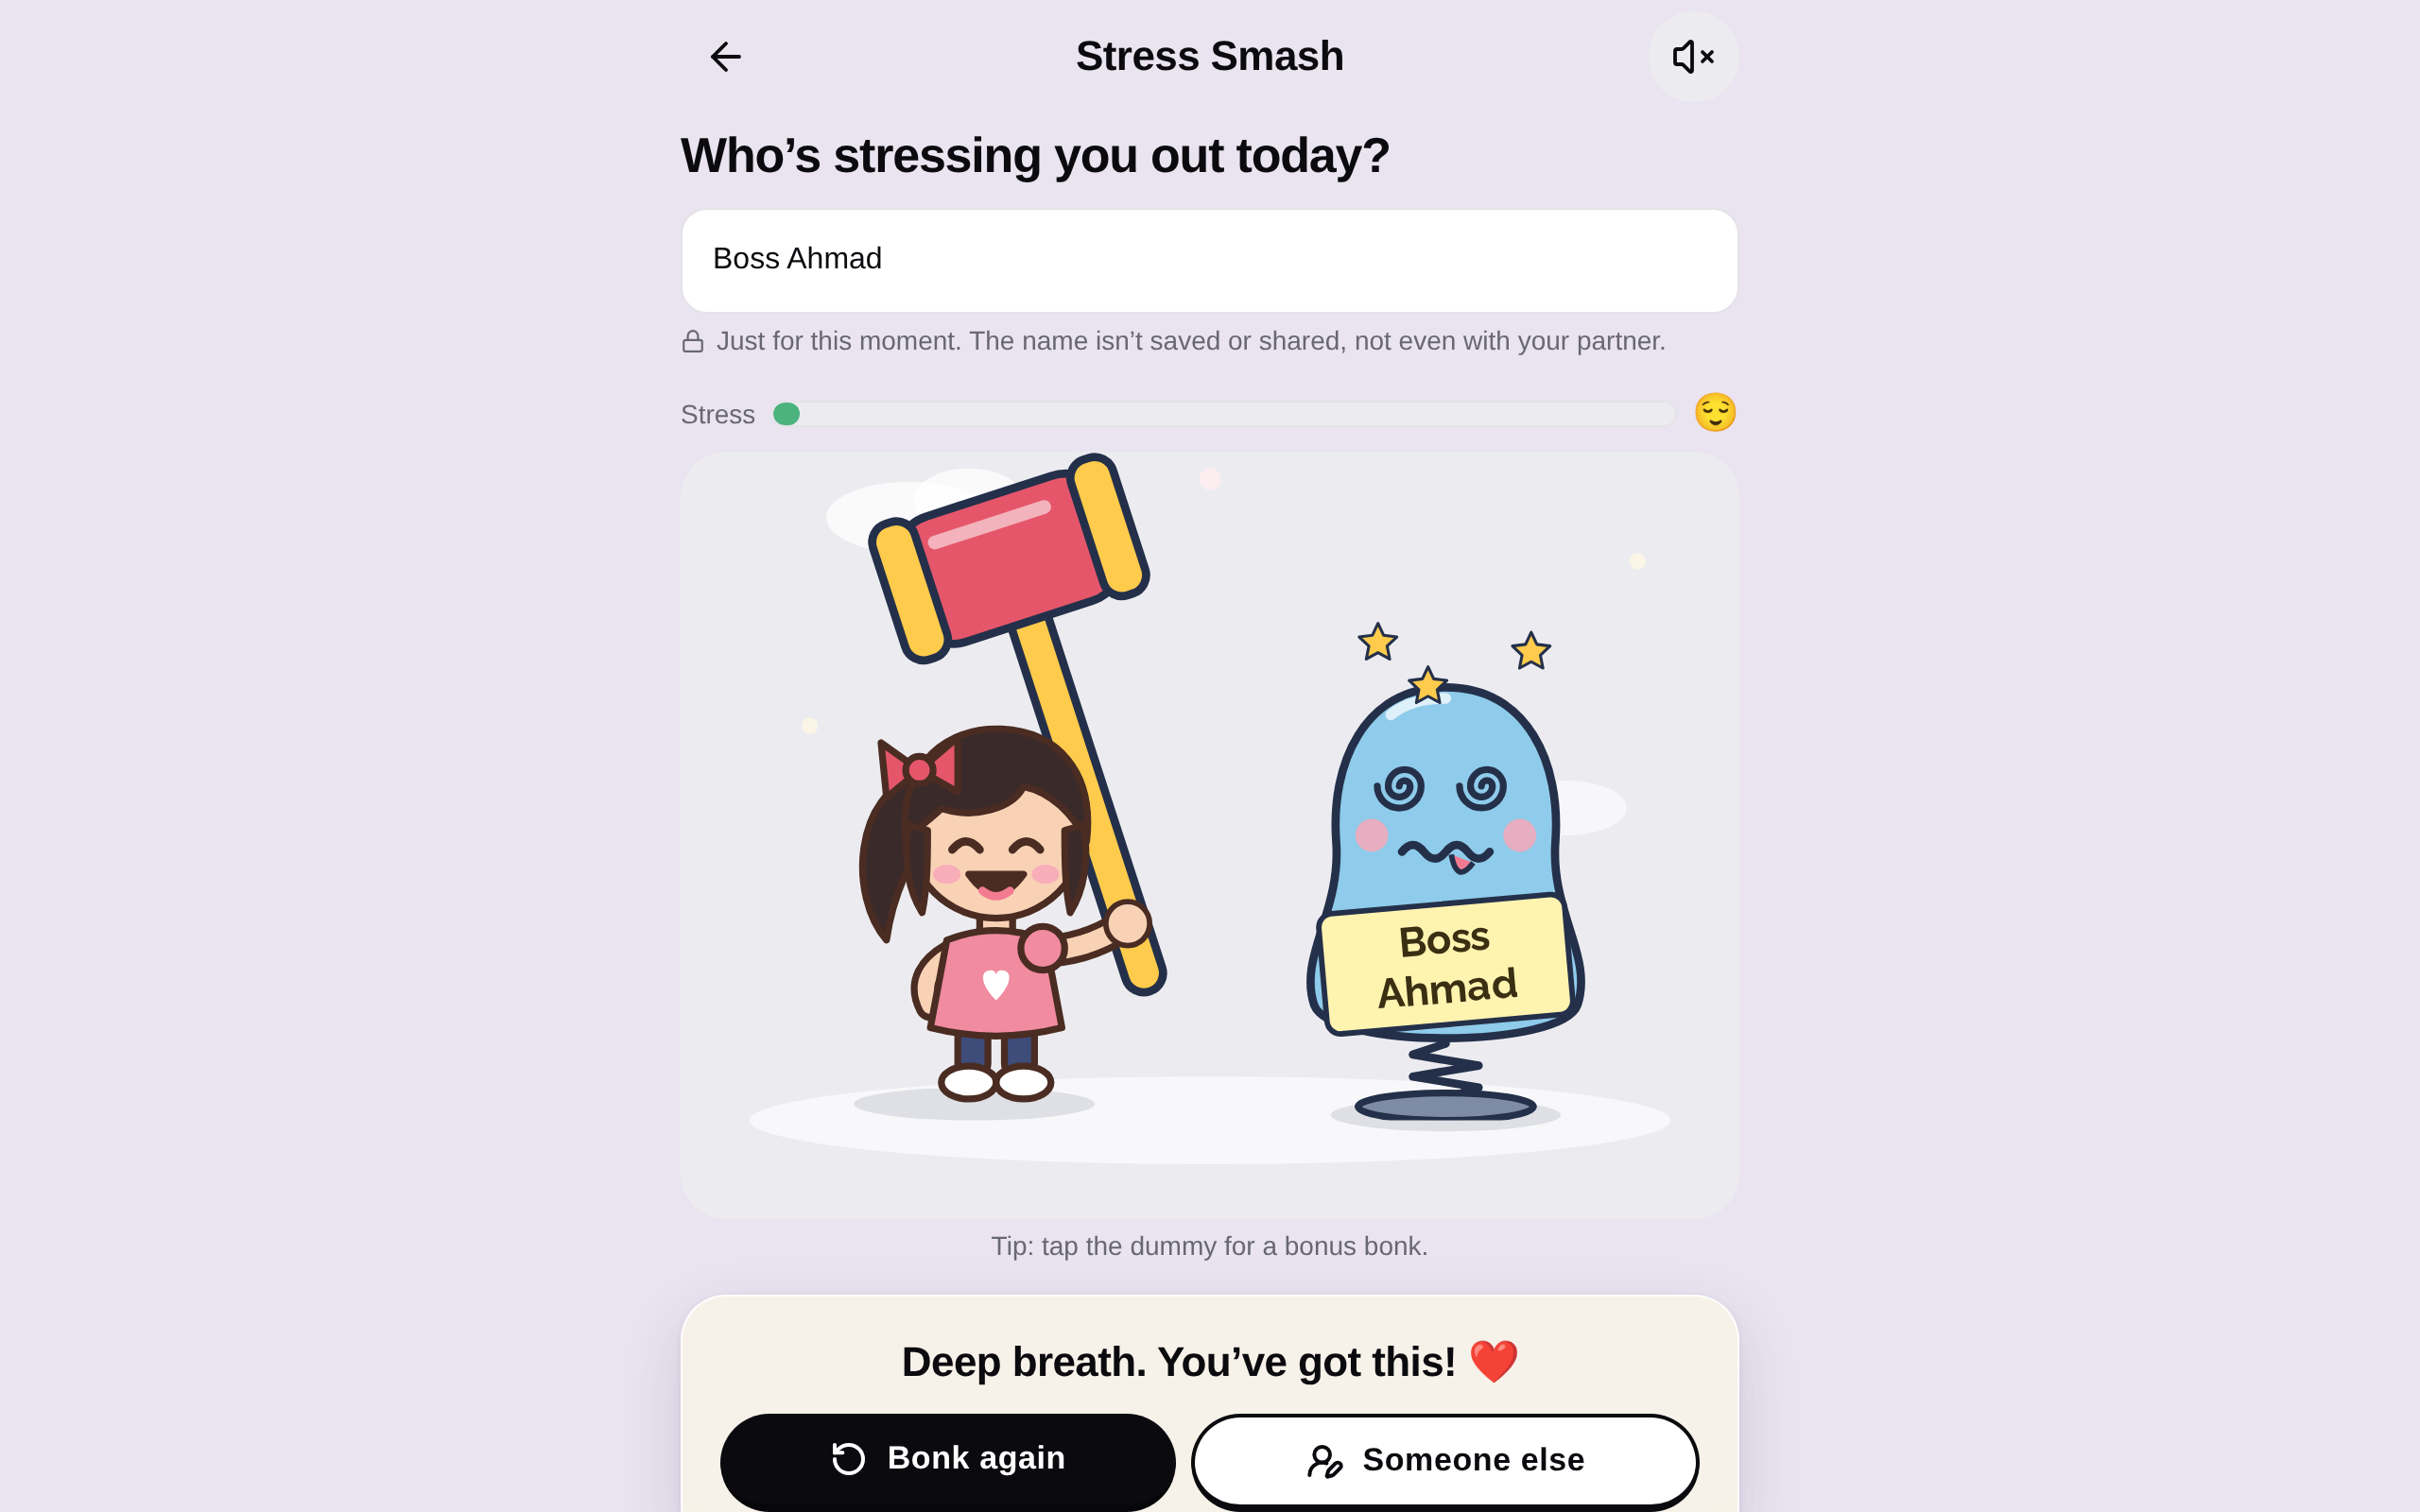 Stress Smash
Who’s stressing you out today?
Boss Ahmad
Just for this moment. The name isn’t saved or shared, not even with your partner.
Stress
Boss
Ahmad
Tip: tap the dummy for a bonus bonk.
Deep breath. You’ve got this! ❤️
Bonk again
Someone else